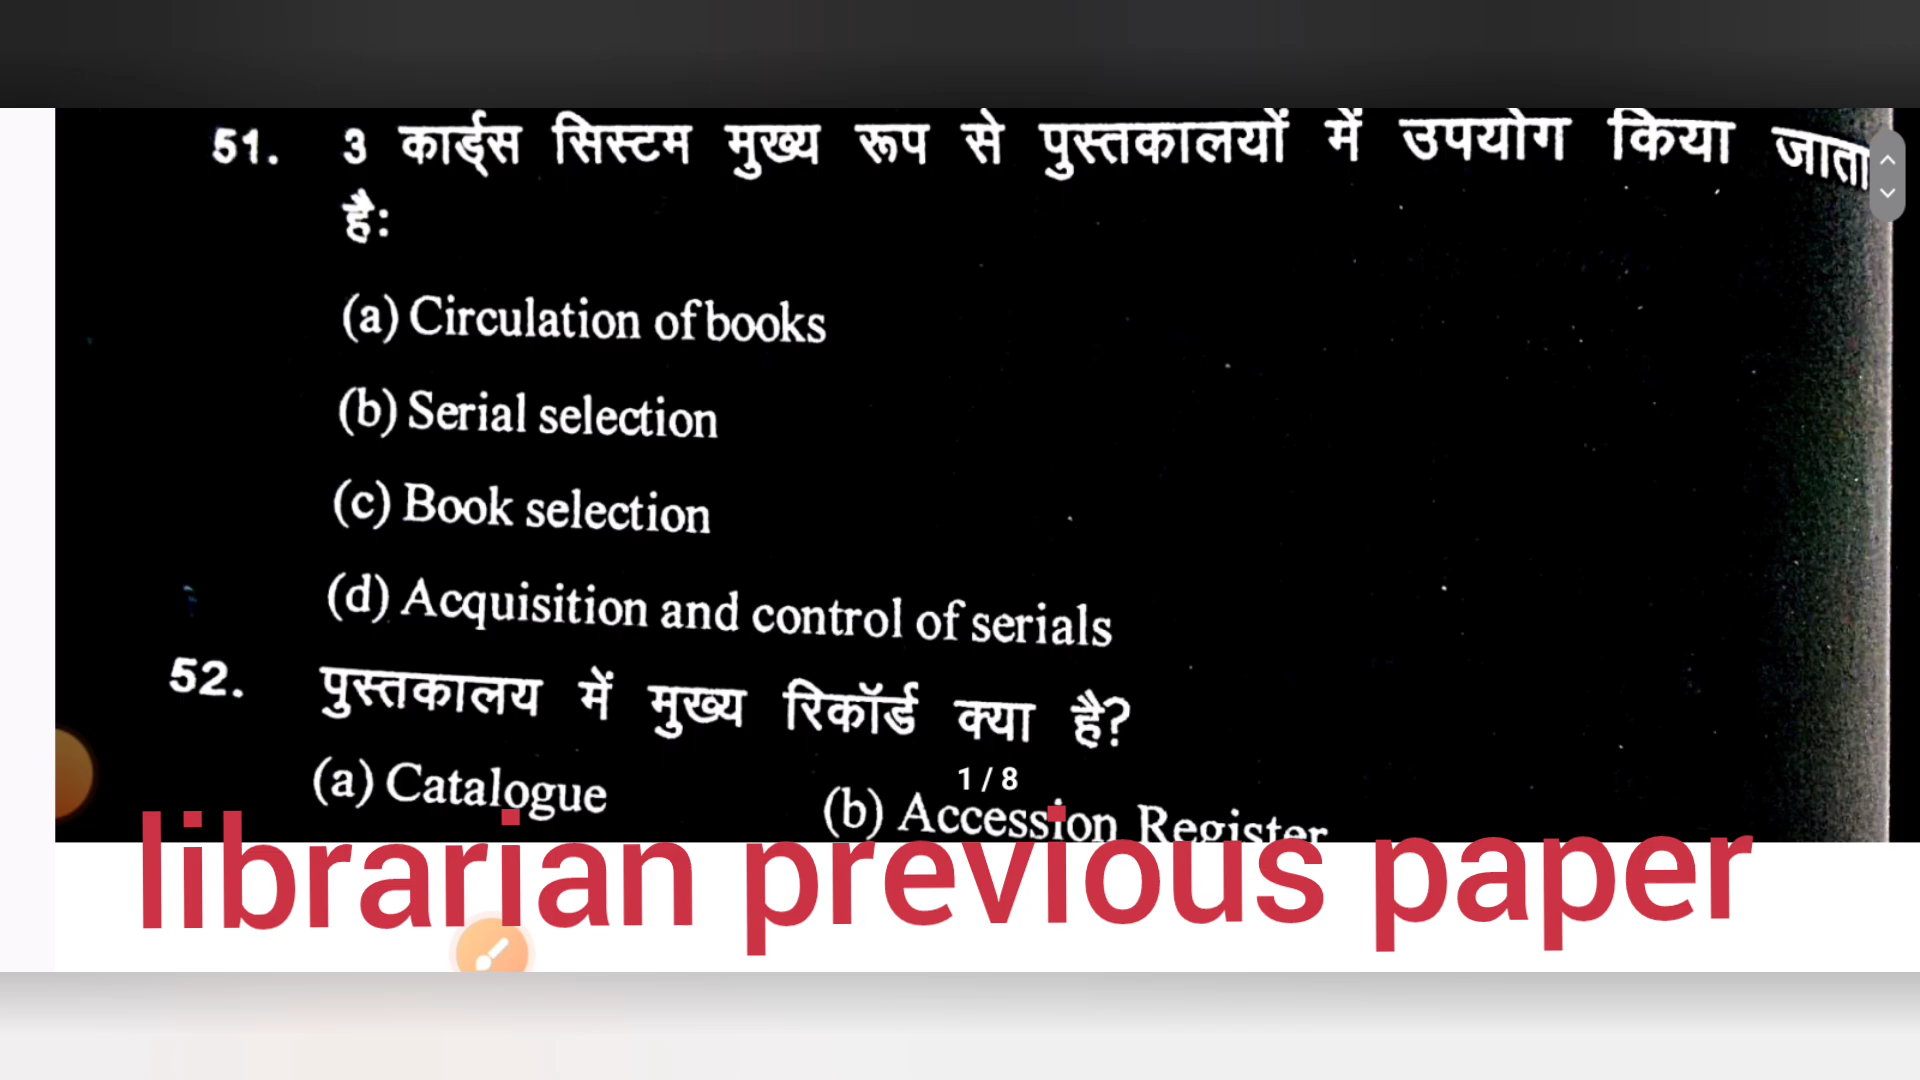 51. 3 कार्ड्स सिस्टम मुख्य रूप से पुस्तकालयों में उपयोग किया जाता
है:
(a) Circulation of books
(b) Serial selection
(c) Book selection
(d) Acquisition and control of serials
52. पुस्तकालय में मुख्य रिकॉर्ड क्या है?
1 / 8
(a) Catalogue (b) Accession Register
librarian previous paper